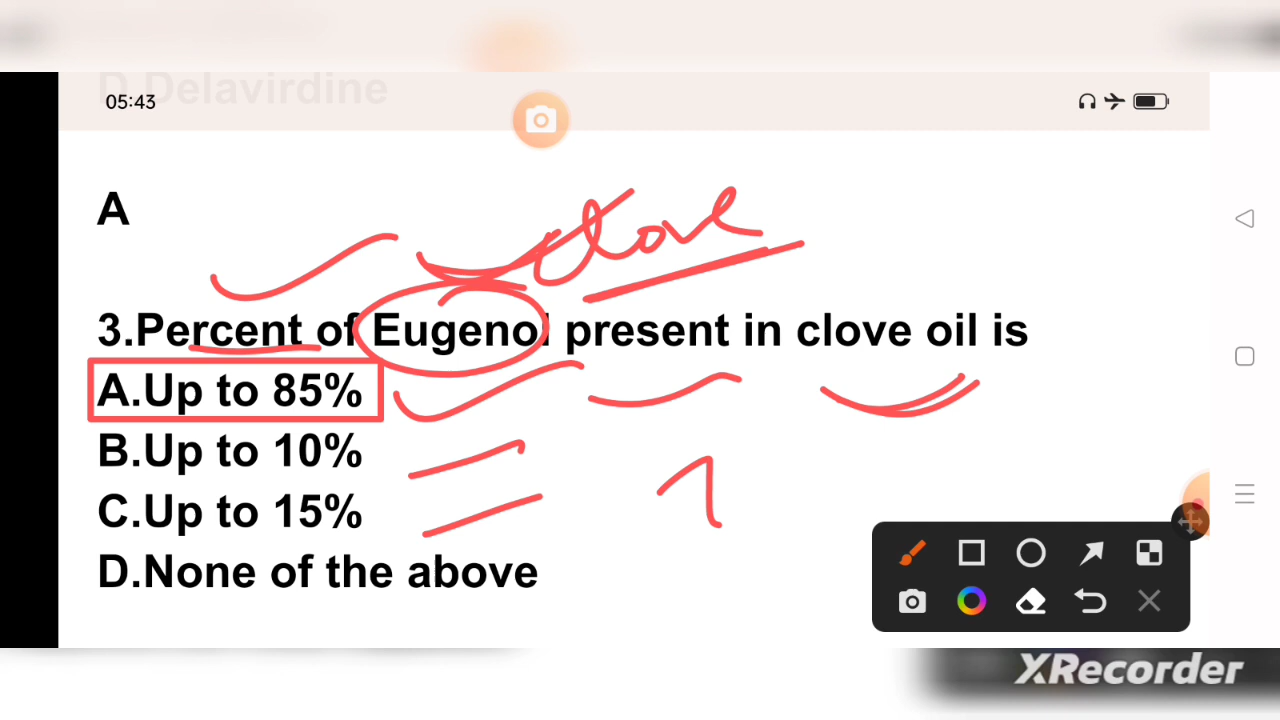 D.Delavirdine
05:43
A
Clove
3.Percent of Eugenol present in clove oil is
A.Up to 85%
B.Up to 10%
C.Up to 15%
D.None of the above
XRecorder